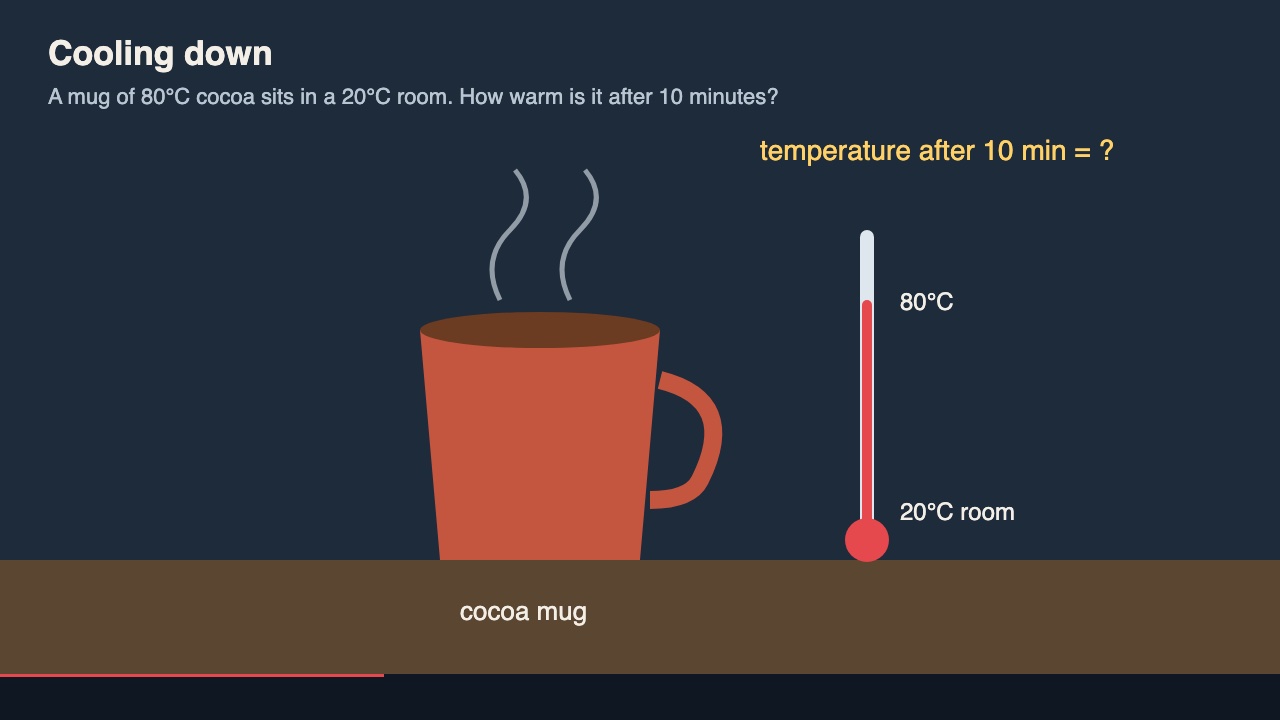 Cooling down
A mug of 80°C cocoa sits in a 20°C room. How warm is it after 10 minutes?
temperature after 10 min = ?
80°C
20°C room
cocoa mug